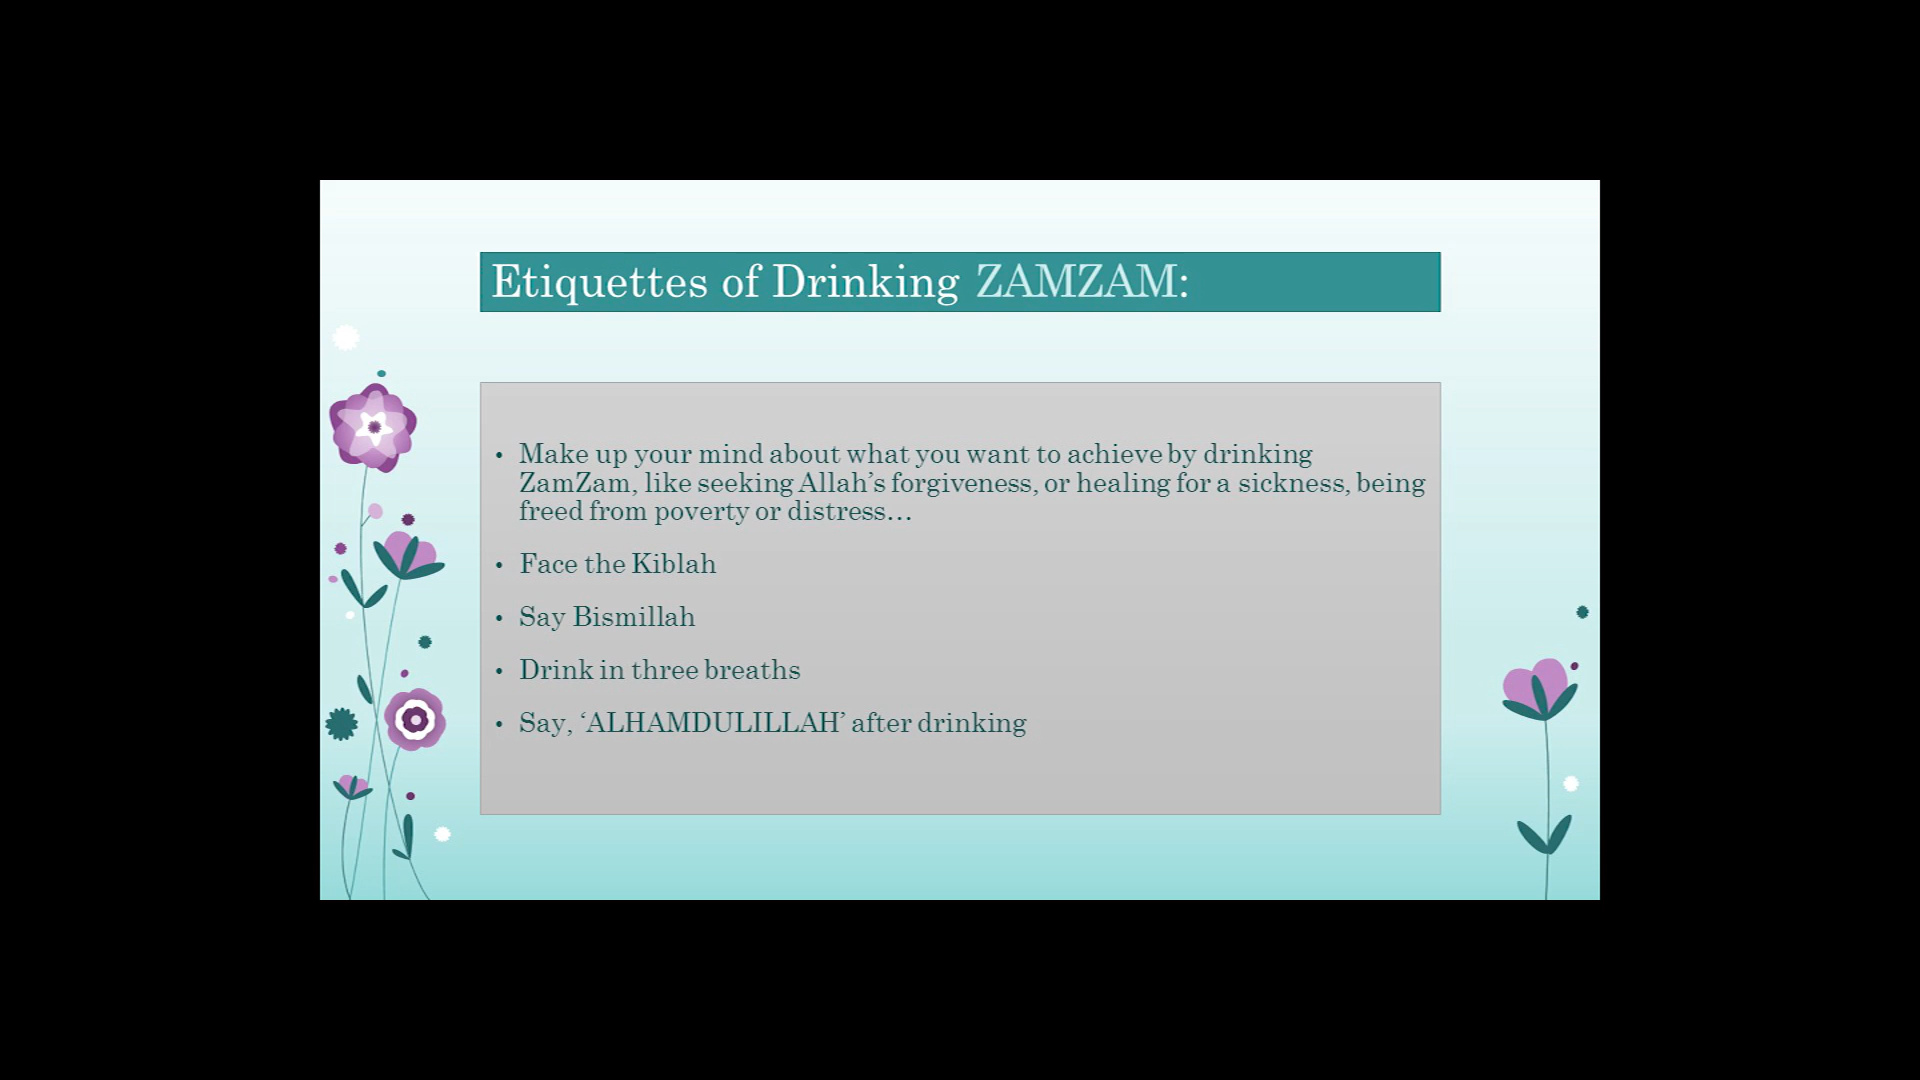 Etiquettes of Drinking ZAMZAM:
• Make up your mind about what you want to achieve by drinking
ZamZam, like seeking Allah’s forgiveness, or healing for a sickness, being
freed from poverty or distress…
• Face the Kiblah
• Say Bismillah
• Drink in three breaths
• Say, ‘ALHAMDULILLAH’ after drinking